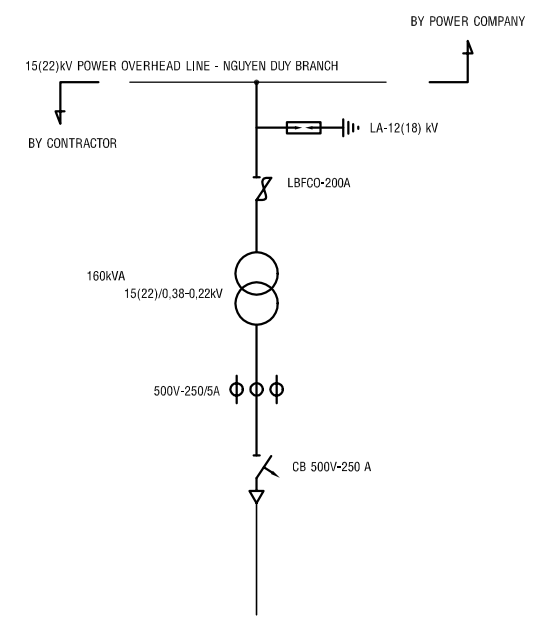 BY POWER COMPANY
15(22)kV POWER OVERHEAD LINE - NGUYEN DUY BRANCH
BY CONTRACTOR
LA-12(18) kV
LBFCO-200A
160kVA
15(22)/0,38-0,22kV
500V-250/5A
CB 500V-250 A